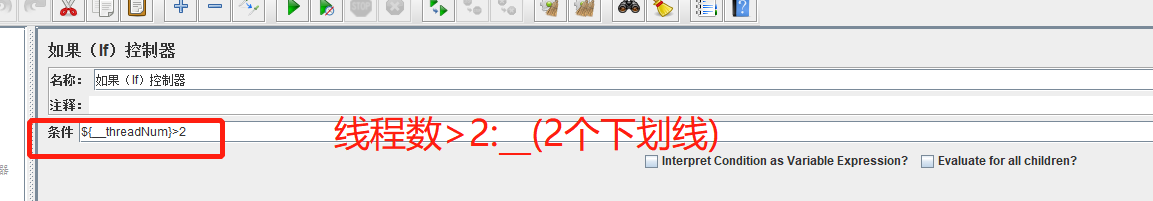 如果（If）控制器
名称： 如果（If）控制器
注释：
条件 ${__threadNum}>2
线程数>2:__(2个下划线)
Interpret Condition as Variable Expression? Evaluate for all children?
器